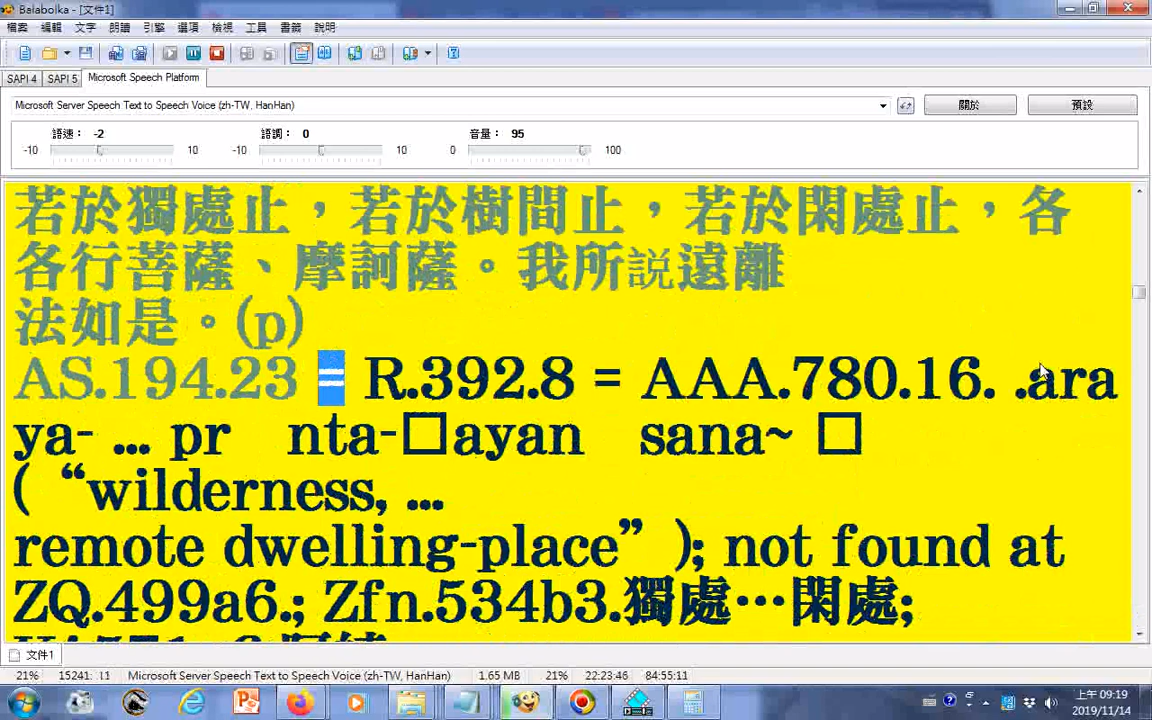 Balabolka - [文件1]
檔案 編輯 文字 朗讀 引擎 選項 檢視 工具 書籤 說明
SAPI 4 SAPI 5 Microsoft Speech Platform
Microsoft Server Speech Text to Speech Voice (zh-TW, HanHan) 關於 預設
語速： -2 語調： 0 音量： 95
-10 10 -10 10 0 100
若於獨處止，若於樹間止，若於閑處止，各
各行菩薩、摩訶薩。我所説遠離
法如是。(p)
AS.194.23 = R.392.8 = AAA.780.16. .ara
ya- ... pr nta-□ayan sana~ □
( “wilderness, ...
remote dwelling-place” ); not found at
ZQ.499a6.; Zfn.534b3.獨處…閑處;
文件1
21% 15241: 11 Microsoft Server Speech Text to Speech Voice (zh-TW, HanHan) 1.65 MB 21% 22:23:46 84:55:11
上午 09:19
2019/11/14